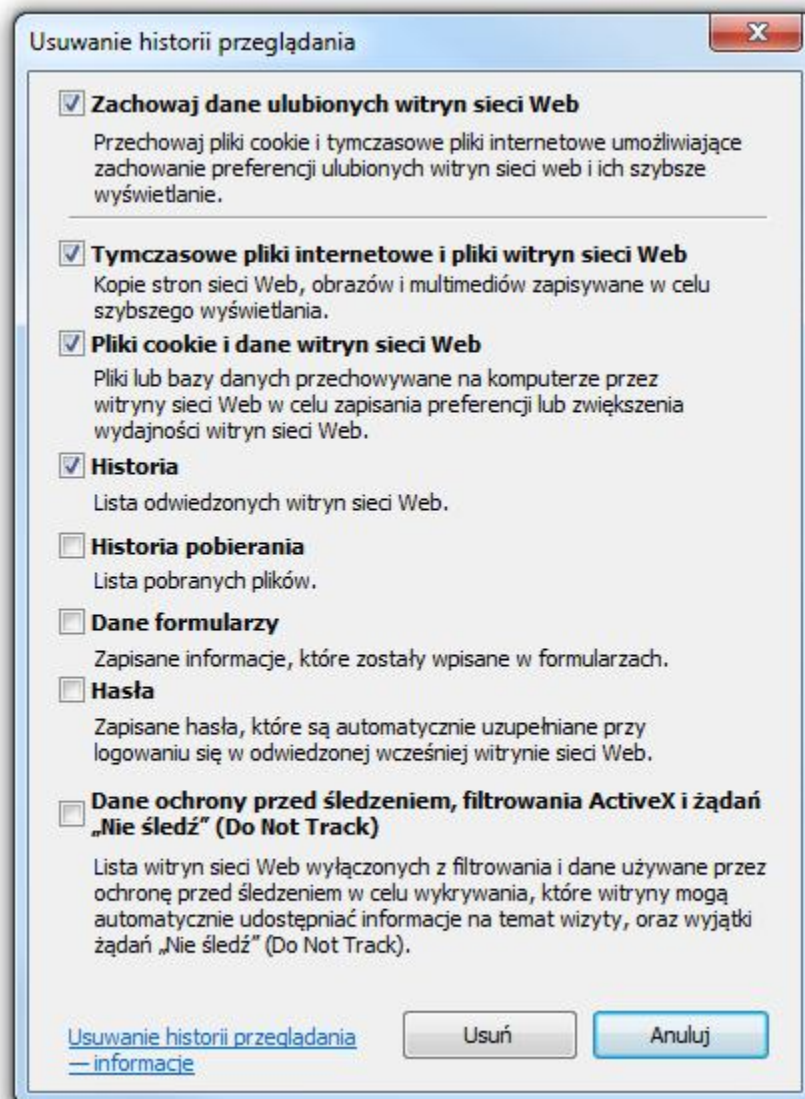 Usuwanie historii przeglądania
Zachowaj dane ulubionych witryn sieci Web
Przechowaj pliki cookie i tymczasowe pliki internetowe umożliwiające
zachowanie preferencji ulubionych witryn sieci web i ich szybsze
wyświetlanie.
Tymczasowe pliki internetowe i pliki witryn sieci Web
Kopie stron sieci Web, obrazów i multimediów zapisywane w celu
szybszego wyświetlania.
Pliki cookie i dane witryn sieci Web
Pliki lub bazy danych przechowywane na komputerze przez
witryny sieci Web w celu zapisania preferencji lub zwiększenia
wydajności witryn sieci Web.
Historia
Lista odwiedzonych witryn sieci Web.
Historia pobierania
Lista pobranych plików.
Dane formularzy
Zapisane informacje, które zostały wpisane w formularzach.
Hasła
Zapisane hasła, które są automatycznie uzupełniane przy
logowaniu się w odwiedzonej wcześniej witrynie sieci Web.
Dane ochrony przed śledzeniem, filtrowania ActiveX i żądań
„Nie śledź” (Do Not Track)
Lista witryn sieci Web wyłączonych z filtrowania i dane używane przez
ochronę przed śledzeniem w celu wykrywania, które witryny mogą
automatycznie udostępniać informacje na temat wizyty, oraz wyjątki
żądań „Nie śledź” (Do Not Track).
Usuwanie historii przeglądania
— informacje
Usuń
Anuluj